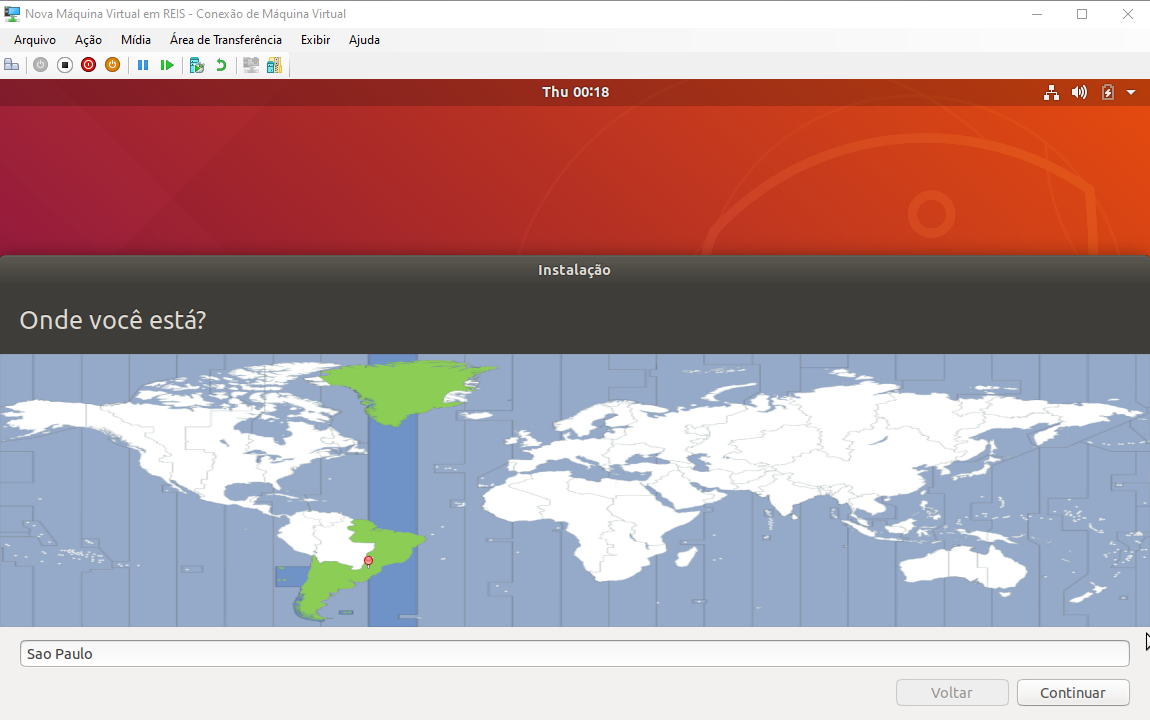 Nova Máquina Virtual em REIS - Conexão de Máquina Virtual
Arquivo Ação Mídia Área de Transferência Exibir Ajuda
Thu 00:18
Instalação
Onde você está?
Sao Paulo
Voltar Continuar